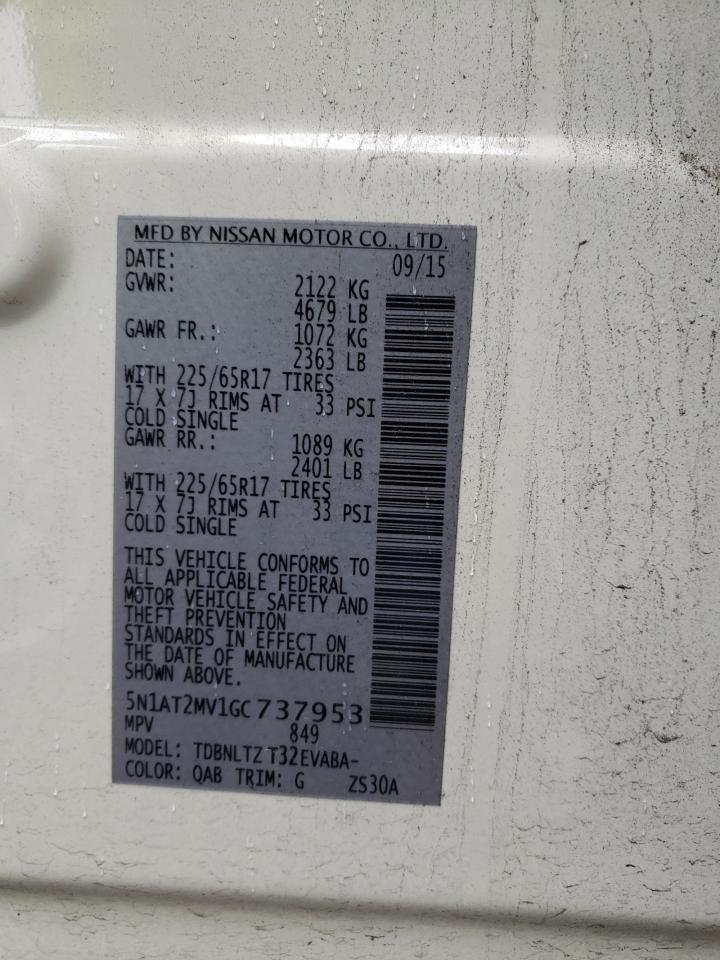 MFD BY NISSAN MOTOR CO., LTD.
DATE: 09/15
GVWR: 2122 KG
4679 LB
GAWR FR.: 1072 KG
2363 LB
WITH 225/65R17 TIRES
17 X 7J RIMS AT 33 PSI
COLD SINGLE
GAWR RR.: 1089 KG
2401 LB
WITH 225/65R17 TIRES
17 X 7J RIMS AT 33 PSI
COLD SINGLE
THIS VEHICLE CONFORMS TO
ALL APPLICABLE FEDERAL
MOTOR VEHICLE SAFETY AND
THEFT PREVENTION
STANDARDS IN EFFECT ON
THE DATE OF MANUFACTURE
SHOWN ABOVE.
5N1AT2MV1GC737953
MPV 849
MODEL: TDBNLTZ T32EVABA-
COLOR: QAB TRIM: G ZS30A